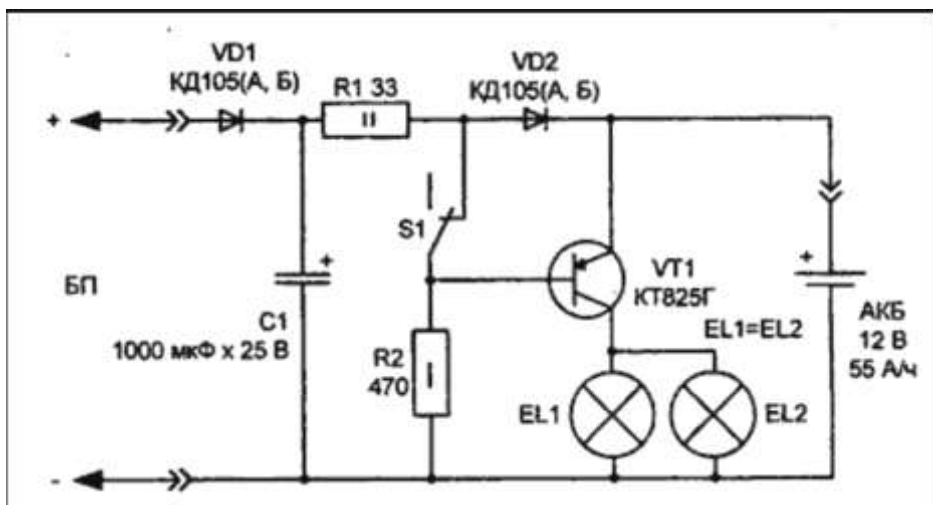 VD1
КД105(А, Б)
R1 33
VD2
КД105(А, Б)
+
S1
БП
+
C1
1000 мкФ x 25 В
R2
470
VT1
КТ825Г
EL1=EL2
EL1
EL2
+
АКБ
12 В
55 А/ч
-